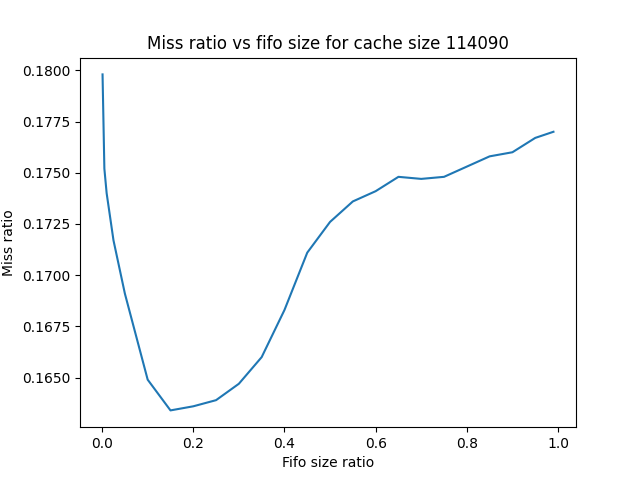 Miss ratio vs fifo size for cache size 114090
0.1800
0.1775
0.1750
0.1725
0.1700
0.1675
0.1650
Miss ratio
0.0 0.2 0.4 0.6 0.8 1.0
Fifo size ratio